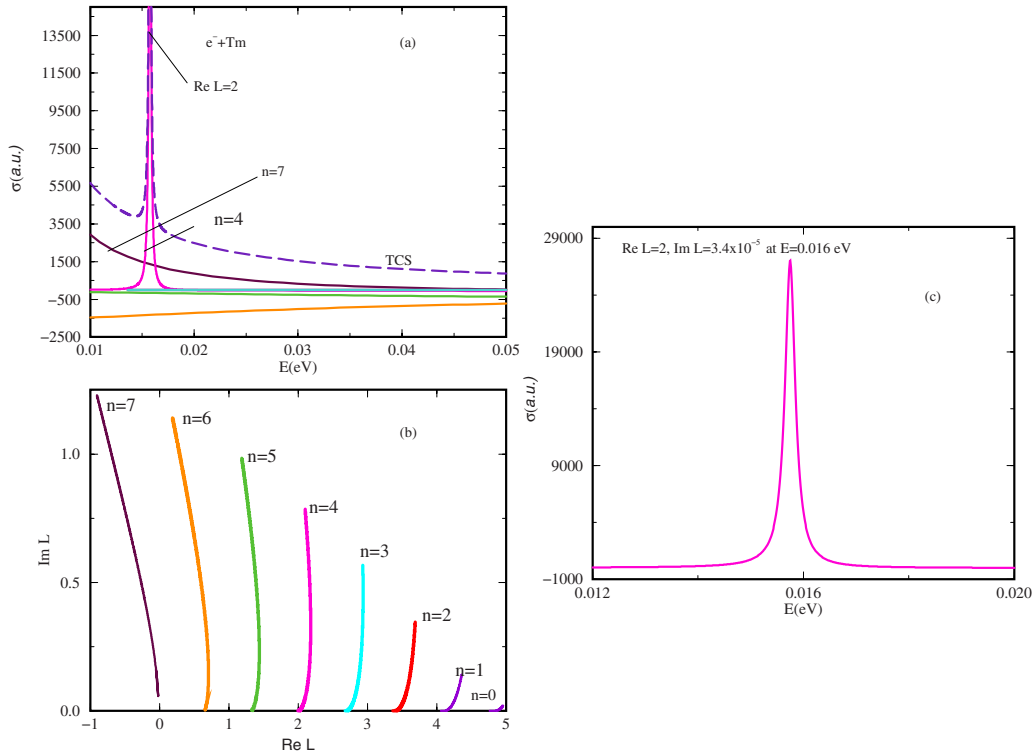 13500
11500
9500
7500
5500
3500
1500
−500
−2500
σ(a.u.)
e⁻+Tm
(a)
Re L=2
n=7
n=4
TCS
0.01
0.02
0.03
0.04
0.05
E(eV)
1.0
0.5
0.0
Im L
n=7
n=6
n=5
n=4
n=3
n=2
n=1
n=0
(b)
−1
0
1
2
3
4
5
Re L
29000
19000
9000
−1000
σ(a.u.)
Re L=2, Im L=3.4x10⁻⁵ at E=0.016 eV
(c)
0.012
0.016
0.020
E(eV)